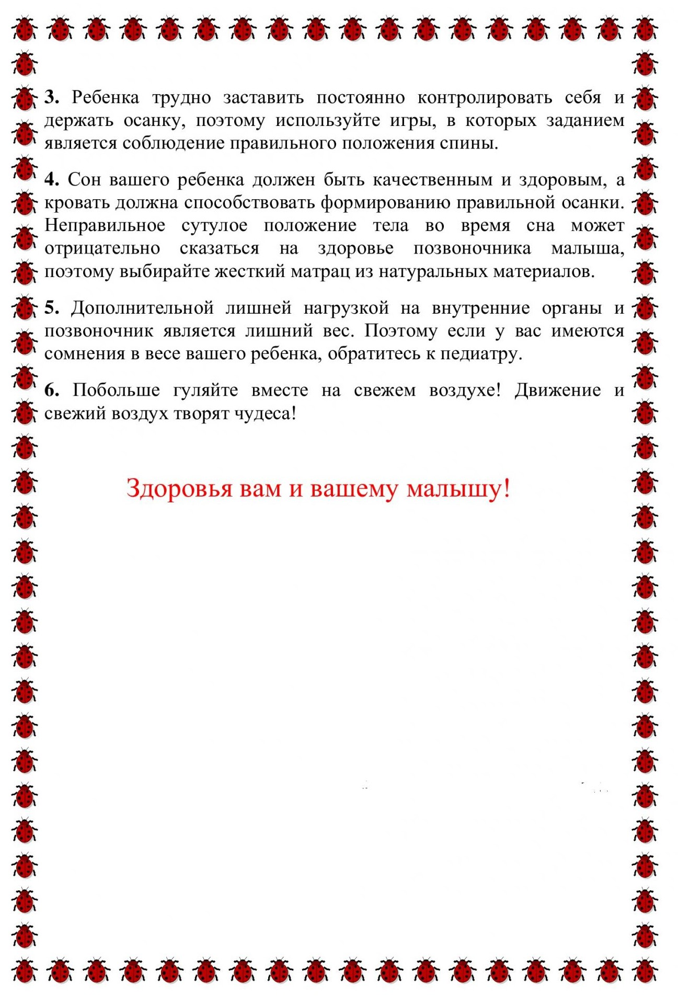 3. Ребенка трудно заставить постоянно контролировать себя и
держать осанку, поэтому используйте игры, в которых заданием
является соблюдение правильного положения спины.
4. Сон вашего ребенка должен быть качественным и здоровым, а
кровать должна способствовать формированию правильной осанки.
Неправильное сутулое положение тела во время сна может
отрицательно сказаться на здоровье позвоночника малыша,
поэтому выбирайте жесткий матрац из натуральных материалов.
5. Дополнительной лишней нагрузкой на внутренние органы и
позвоночник является лишний вес. Поэтому если у вас имеются
сомнения в весе вашего ребенка, обратитесь к педиатру.
6. Побольше гуляйте вместе на свежем воздухе! Движение и
свежий воздух творят чудеса!
Здоровья вам и вашему малышу!